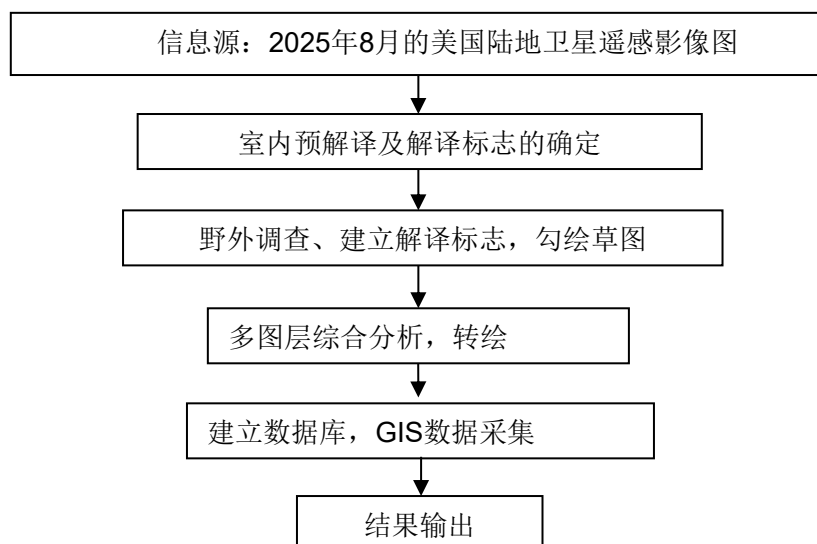 信息源：2025年8月的美国陆地卫星遥感影像图
室内预解译及解译标志的确定
野外调查、建立解译标志，勾绘草图
多图层综合分析，转绘
建立数据库，GIS数据采集
结果输出